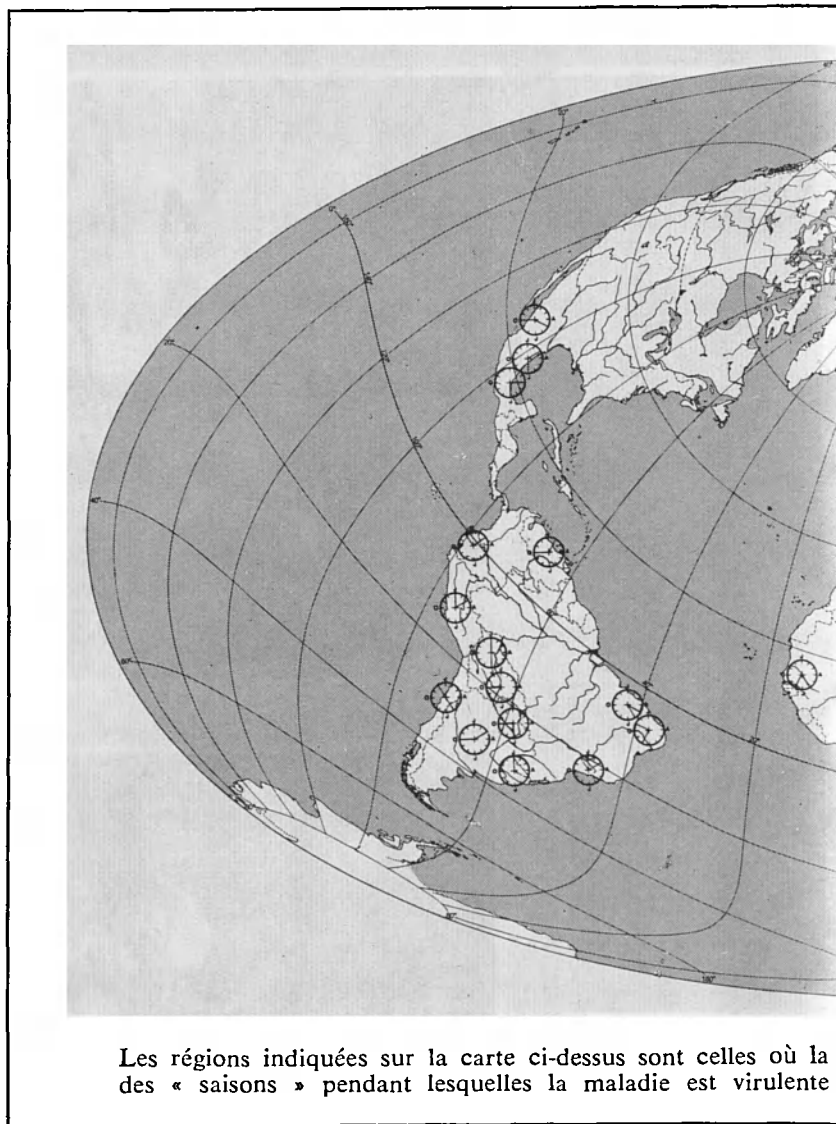 Les régions indiquées sur la carte ci-dessus sont celles où la
des « saisons » pendant lesquelles la maladie est virulente